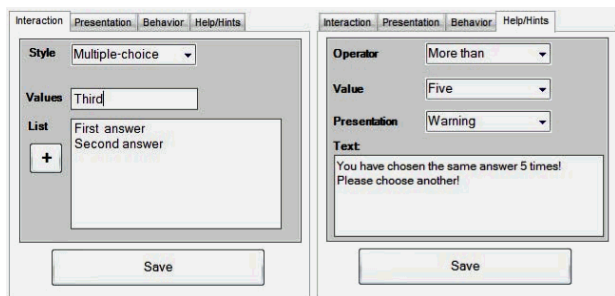 Interaction Presentation Behavior Help/Hints
Style Multiple-choice
Values Third
List
First answer
Second answer
+
Save
Interaction Presentation Behavior Help/Hints
Operator More than
Value Five
Presentation Warning
Text:
You have chosen the same answer 5 times!
Please choose another!
Save